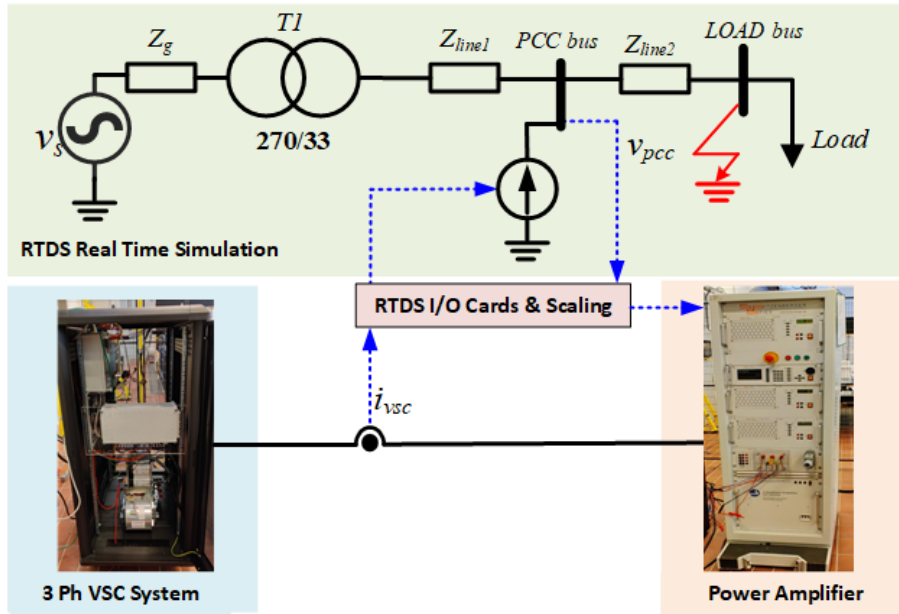 Z_g
T1
Z_line1
PCC bus
Z_line2
LOAD bus
270/33
v_s
v_pcc
Load
RTDS Real Time Simulation
RTDS I/O Cards & Scaling
i_vsc
3 Ph VSC System
Power Amplifier